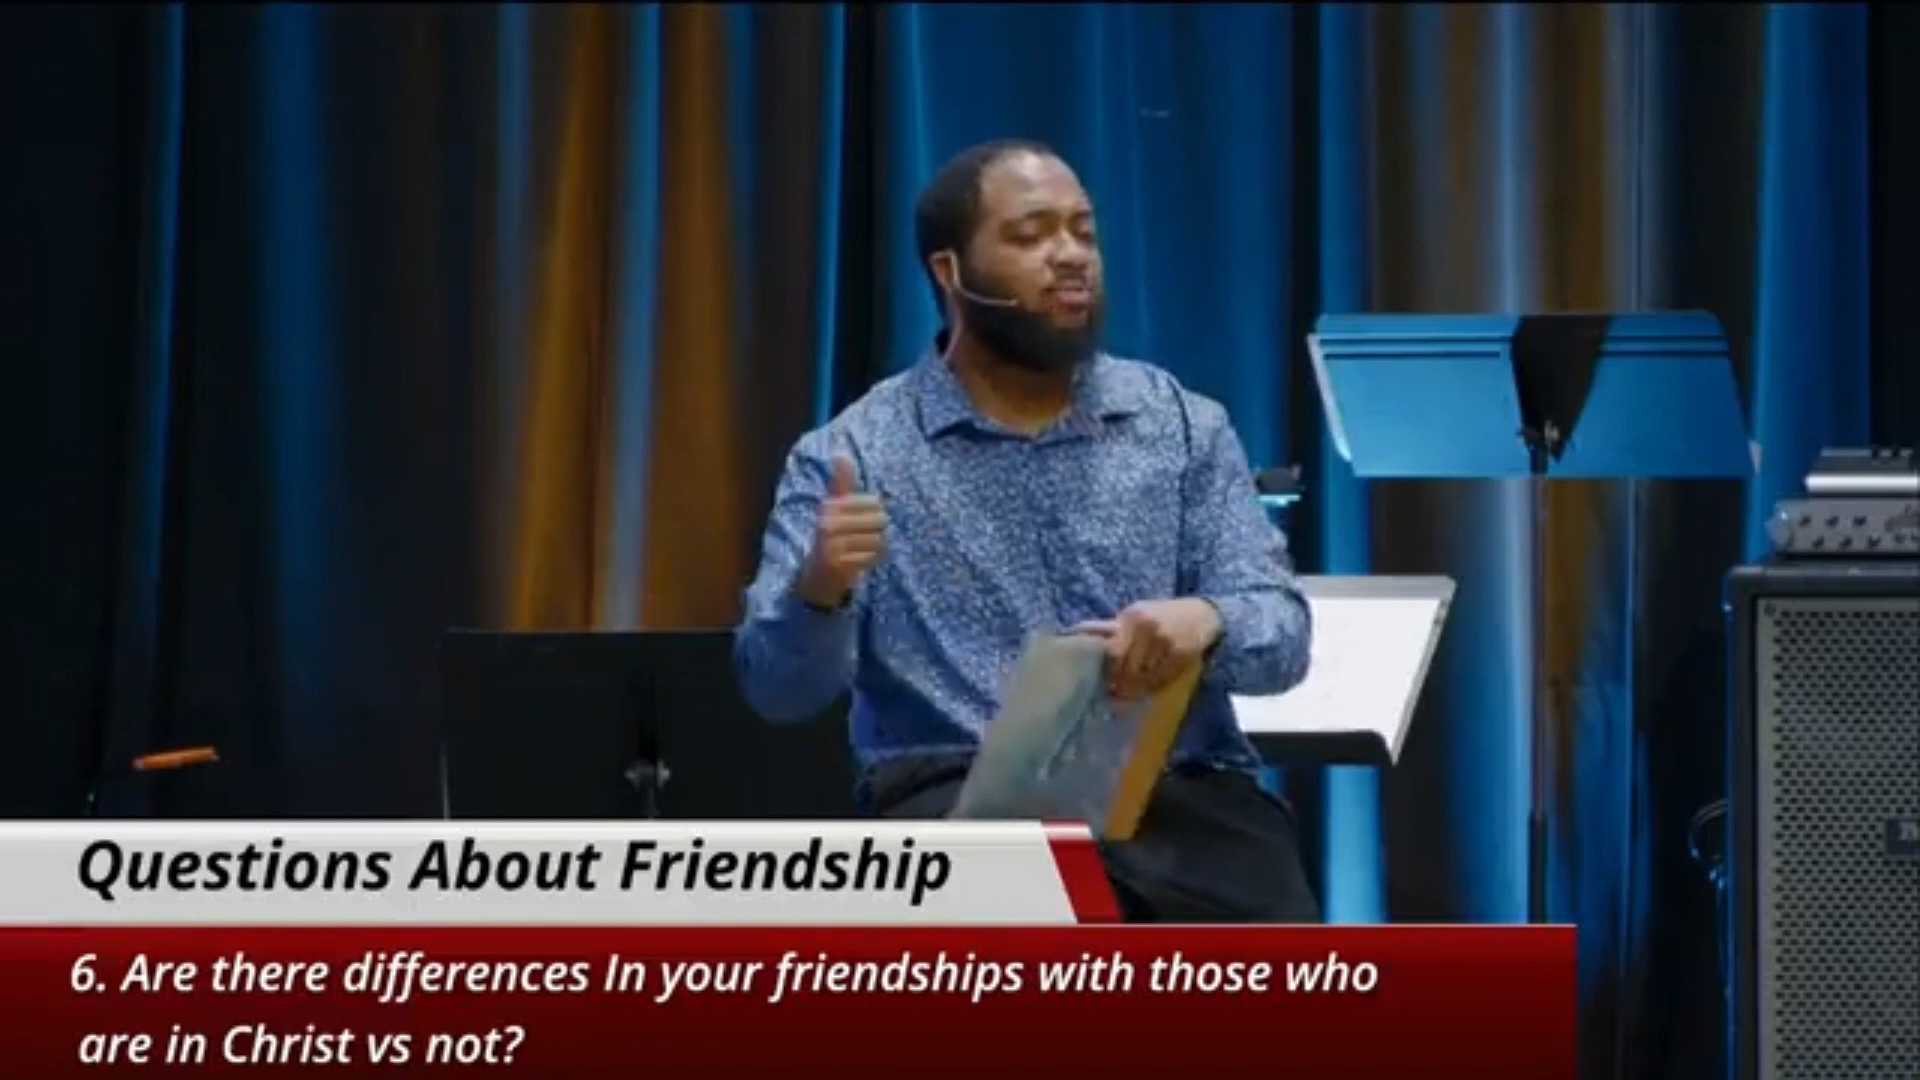 Questions About Friendship
6. Are there differences In your friendships with those who
are in Christ vs not?